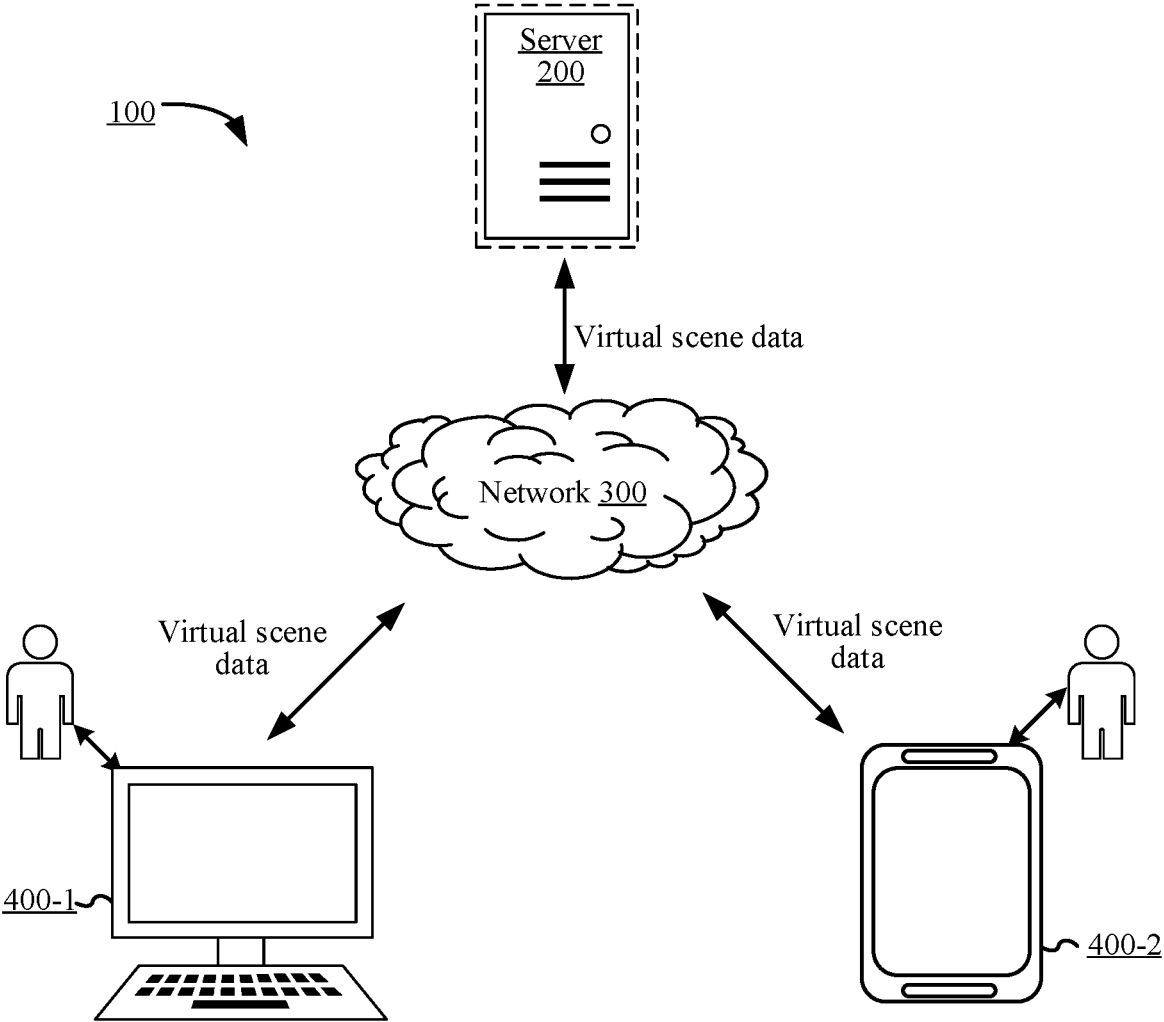 Server
200
100
Virtual scene data
Network 300
Virtual scene
data
Virtual scene
data
400-1
400-2